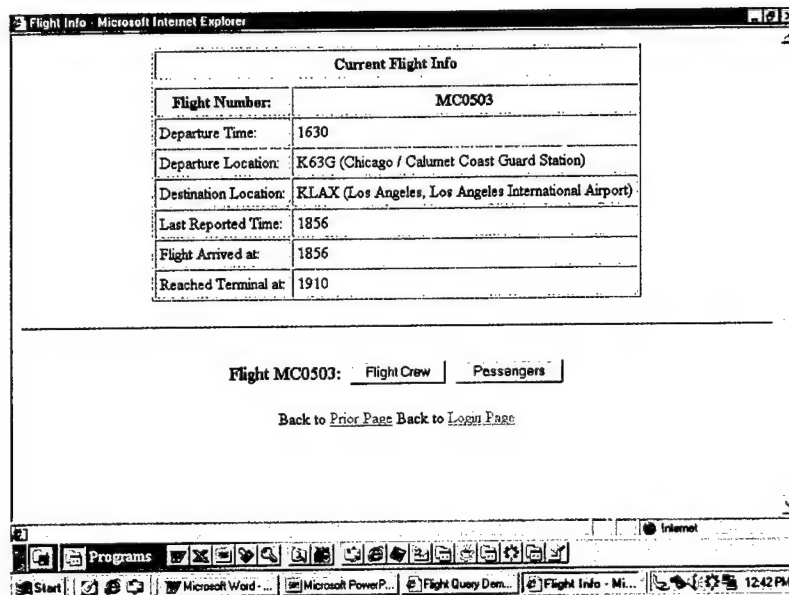 Flight Info - Microsoft Internet Explorer
Current Flight Info
Flight Number: MC0503
Departure Time: 1630
Departure Location: K63G (Chicago / Calumet Coast Guard Station)
Destination Location: KLAX (Los Angeles, Los Angeles International Airport)
Last Reported Time: 1856
Flight Arrived at: 1856
Reached Terminal at: 1910
Flight MC0503: Flight Crew Passengers
Back to Prior Page Back to Login Page
Internet
Programs
Start Microsoft Word - ... Microsoft PowerP... Flight Query Dem... Flight Info - Mi... 12:42 PM